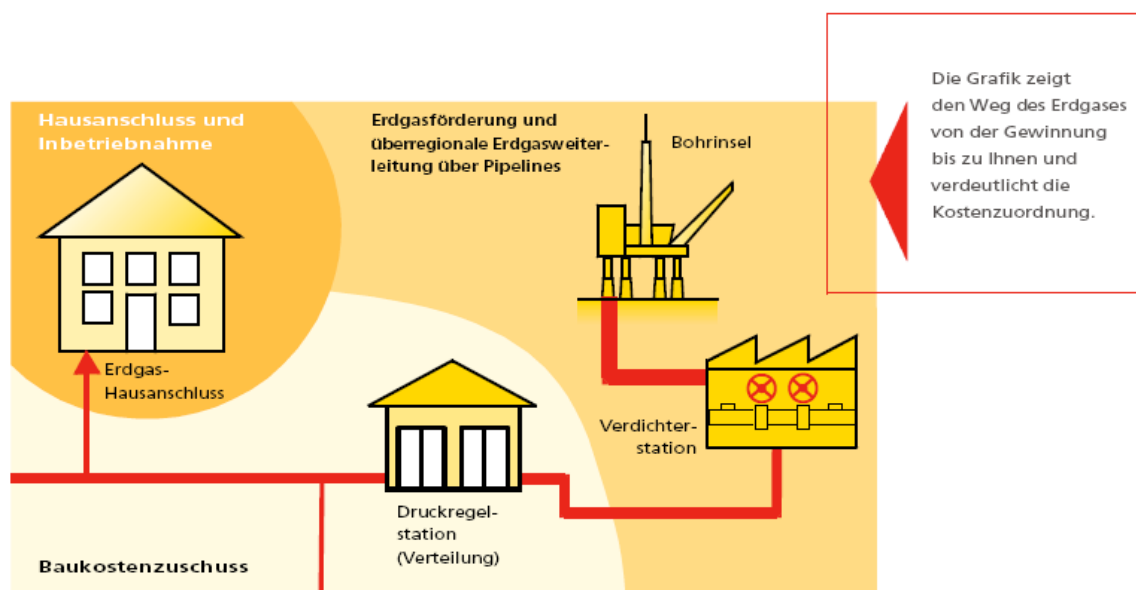 Die Grafik zeigt
den Weg des Erdgases
von der Gewinnung
bis zu Ihnen und
verdeutlicht die
Kostenzuordnung.
Hausanschluss und
Inbetriebnahme
Erdgasförderung und
überregionale Erdgasweiter-
leitung über Pipelines
Bohrinsel
Erdgas-
Hausanschluss
Verdichter-
station
Druckregel-
station
(Verteilung)
Baukostenzuschuss